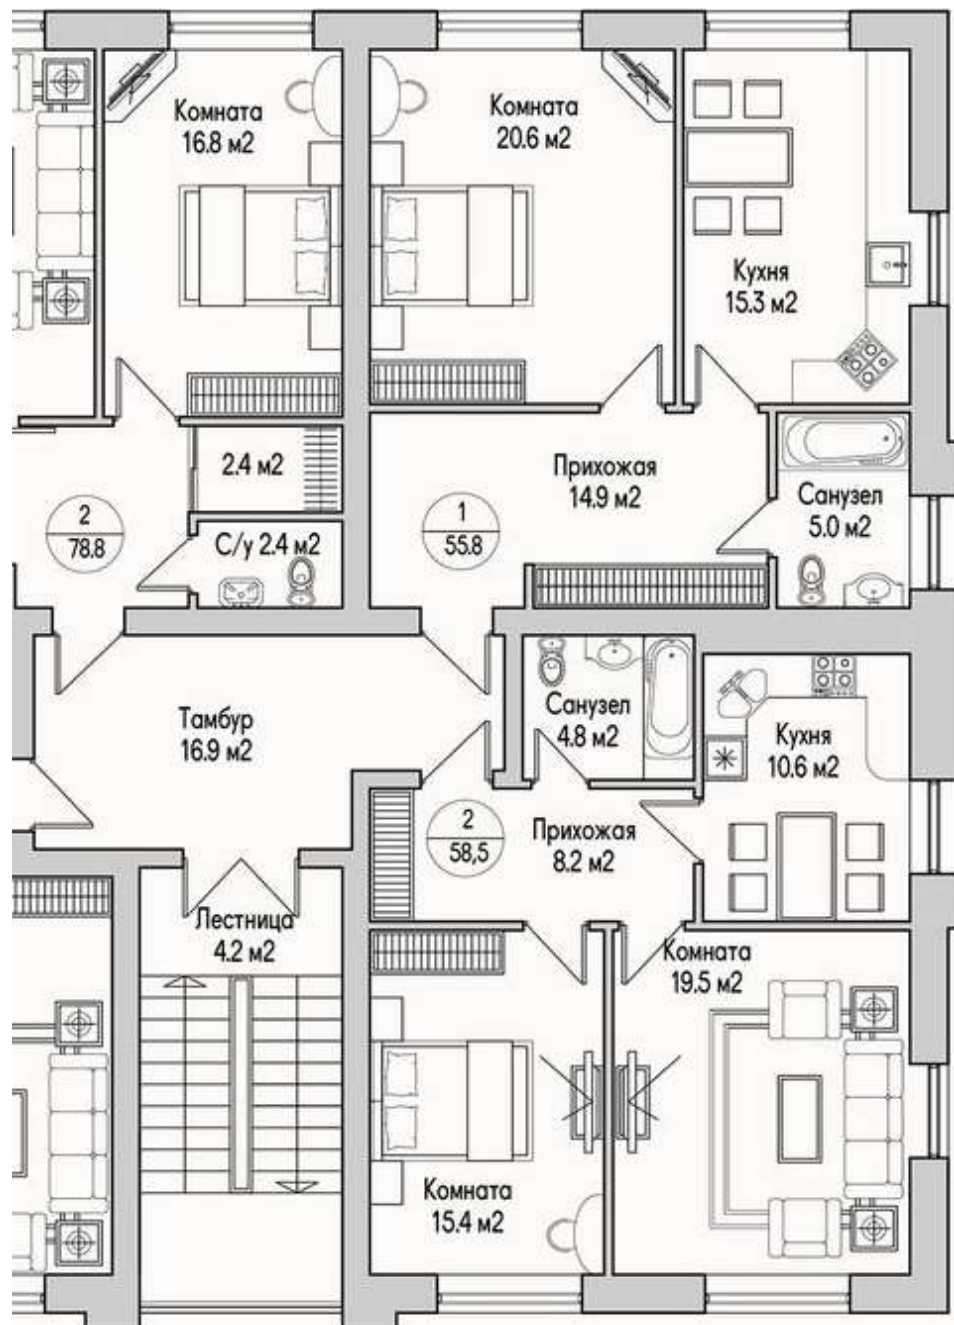 Комната
16.8 м2
Комната
20.6 м2
Кухня
15.3 м2
2.4 м2
Прихожая
14.9 м2
Санузел
5.0 м2
2
78.8
С/у 2.4 м2
1
55.8
Тамбур
16.9 м2
Санузел
4.8 м2
Кухня
10.6 м2
2
58,5
Прихожая
8.2 м2
Лестница
4.2 м2
Комната
19.5 м2
Комната
15.4 м2